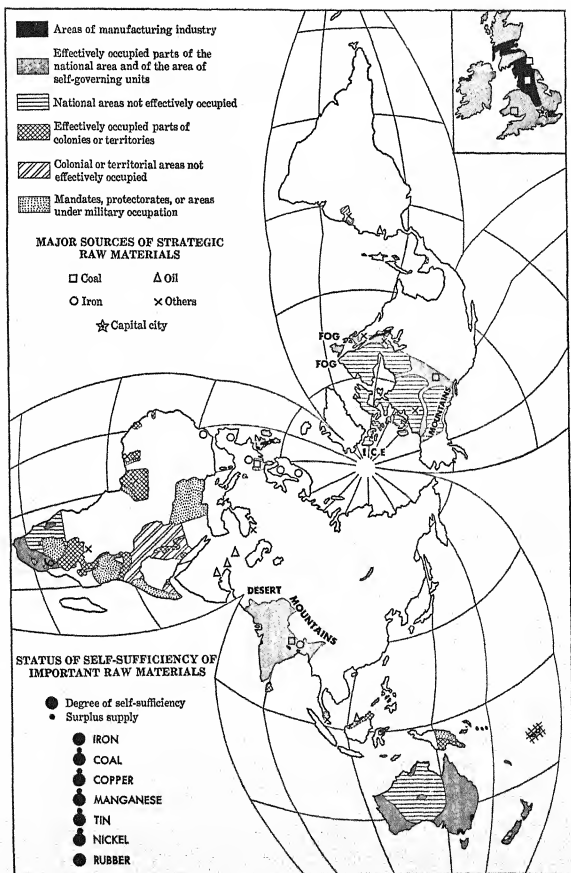 Areas of manufacturing industry
Effectively occupied parts of the
national area and of the area of
self-governing units
National areas not effectively occupied
Effectively occupied parts of
colonies or territories
Colonial or territorial areas not
effectively occupied
Mandates, protectorates, or areas
under military occupation
MAJOR SOURCES OF STRATEGIC
RAW MATERIALS
Coal
Oil
Iron
Others
Capital city
FOG
FOG
MOUNTAINS
ICE
DESERT
MOUNTAINS
STATUS OF SELF-SUFFICIENCY OF
IMPORTANT RAW MATERIALS
Degree of self-sufficiency
Surplus supply
IRON
COAL
COPPER
MANGANESE
TIN
NICKEL
RUBBER